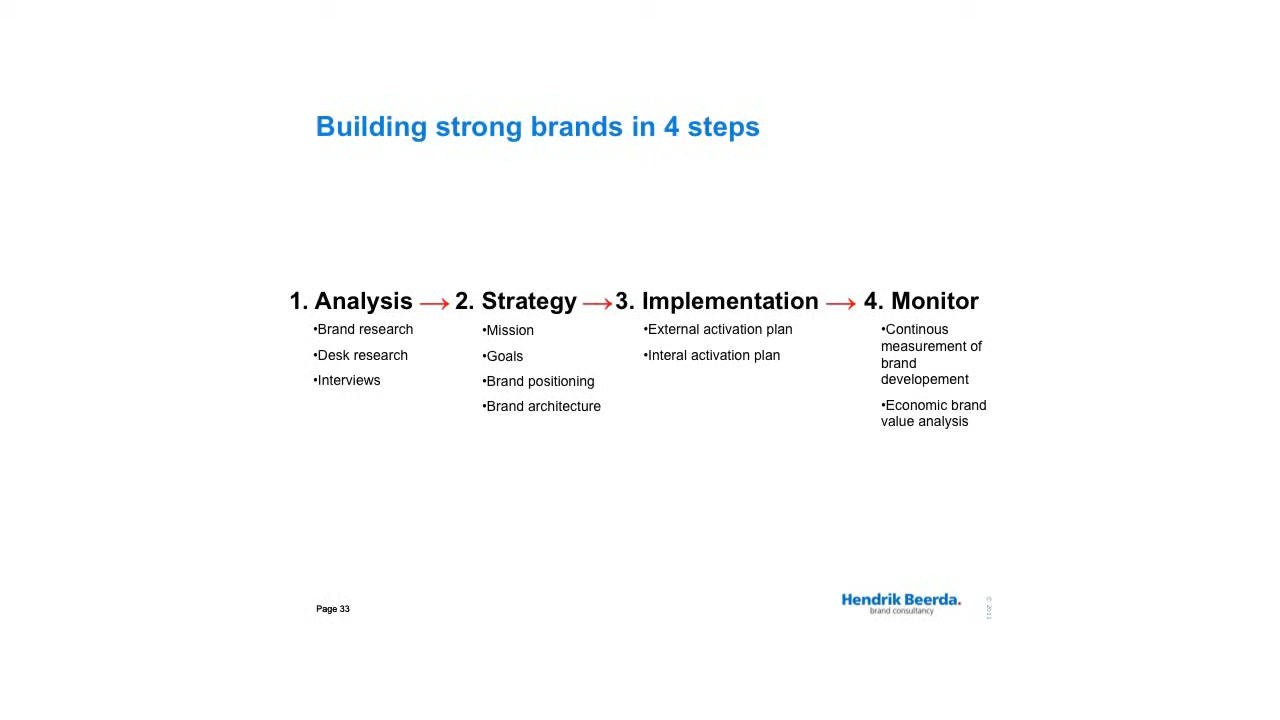 Building strong brands in 4 steps
1. Analysis → 2. Strategy → 3. Implementation → 4. Monitor
•Brand research
•Desk research
•Interviews
•Mission
•Goals
•Brand positioning
•Brand architecture
•External activation plan
•Interal activation plan
•Continous
measurement of
brand
developement
•Economic brand
value analysis
Page 33
Hendrik Beerda.
brand consultancy
© 2011